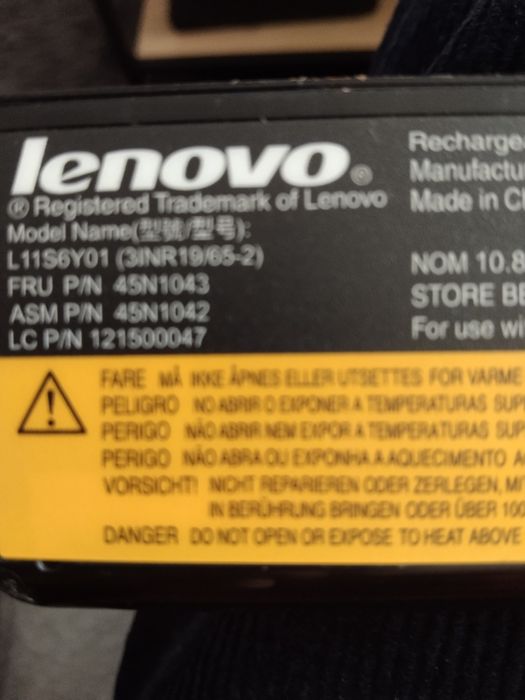 lenovo®
® Registered Trademark of Lenovo
Model Name(型號/型号):
L11S6Y01 (3INR19/65-2)
FRU P/N 45N1043
ASM P/N 45N1042
LC P/N 121500047
Recharge
Manufactu
Made in C
NOM 10.8
STORE BE
For use wi
FARE MÅ IKKE ÅPNES ELLER UTSETTES FOR VARME
PELIGRO NO ABRIR O EXPONER A TEMPERATURAS SUP
PERIGO NÃO ABRIR NEM EXPOR A TEMPERATURAS SUP
PERIGO NÃO ABRA OU EXPONHA A AQUECIMENTO A
VORSICHT! NICHT REPARIEREN ODER ZERLEGEN, MIT
IN BERÜHRUNG BRINGEN ODER ÜBER 100
DANGER DO NOT OPEN OR EXPOSE TO HEAT ABOVE